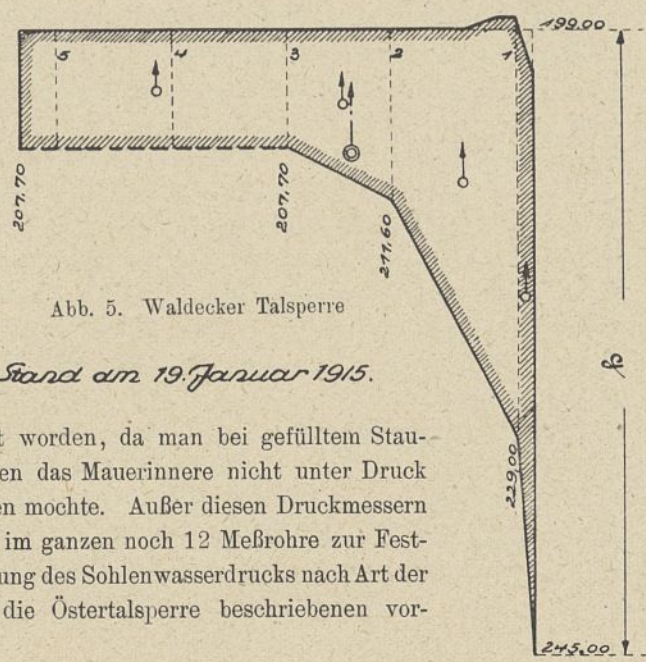 199.00
5 4 3 2 1
207.70
207.70
211.60
229.00
245.00
h
Abb. 5. Waldecker Talsperre
Stand am 19. Januar 1915.
t worden, da man bei gefülltem Stau-
en das Mauerinnere nicht unter Druck
en mochte. Außer diesen Druckmessern
im ganzen noch 12 Meßrohre zur Fest-
ung des Sohlenwasserdrucks nach Art der
die Östertalsperre beschriebenen vor-